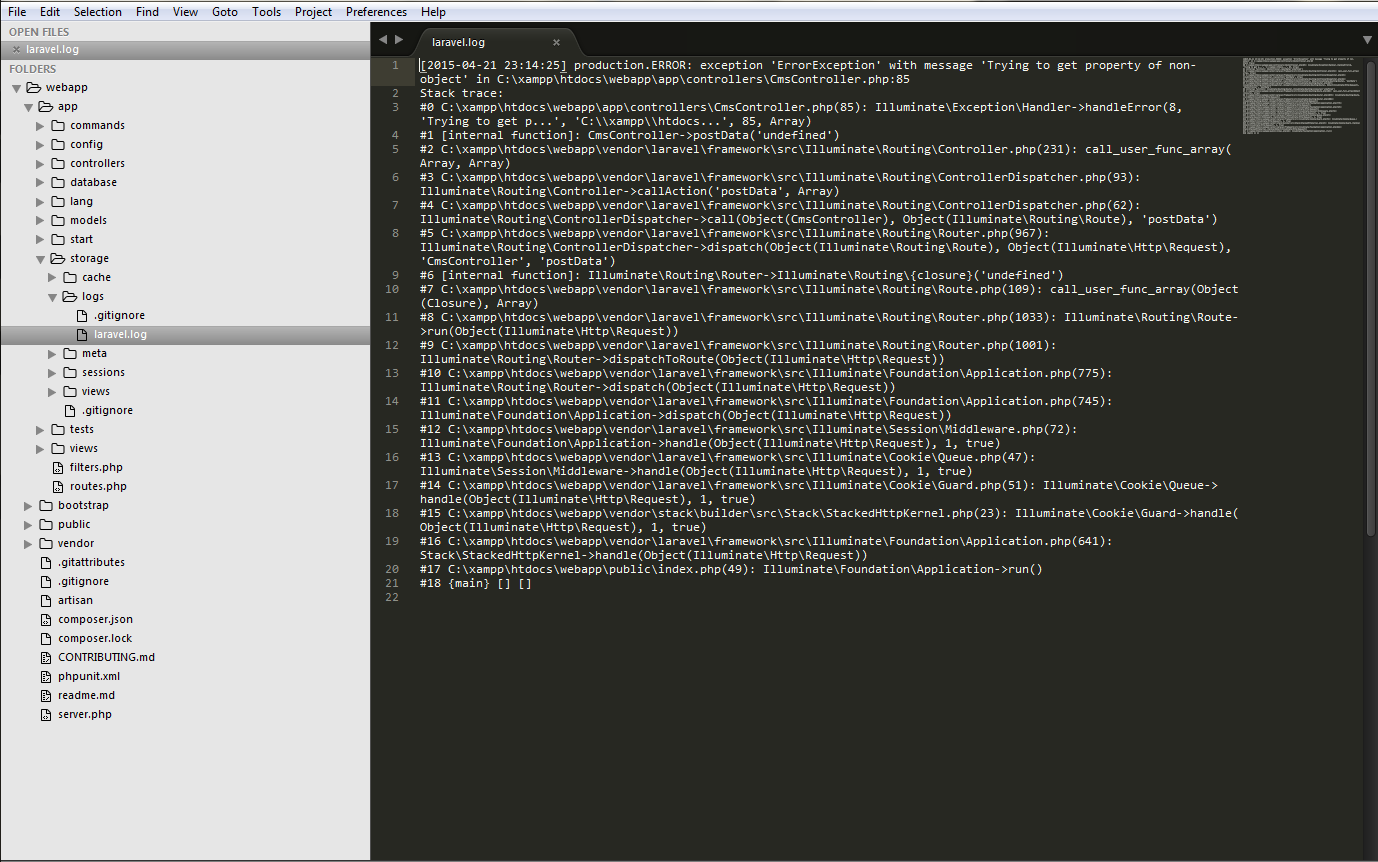 File Edit Selection Find View Goto Tools Project Preferences Help
OPEN FILES
laravel.log
FOLDERS
webapp
app
commands
config
controllers
database
lang
models
start
storage
cache
logs
.gitignore
laravel.log
meta
sessions
views
.gitignore
tests
views
filters.php
routes.php
bootstrap
public
vendor
.gitattributes
.gitignore
artisan
composer.json
composer.lock
CONTRIBUTING.md
phpunit.xml
readme.md
server.php
laravel.log
1 [2015-04-21 23:14:25] production.ERROR: exception 'ErrorException' with message 'Trying to get property of non-
object' in C:\xampp\htdocs\webapp\app\controllers\CmsController.php:85
2 Stack trace:
3 #0 C:\xampp\htdocs\webapp\app\controllers\CmsController.php(85): Illuminate\Exception\Handler->handleError(8,
'Trying to get p...', 'C:\\xampp\\htdocs...', 85, Array)
4 #1 [internal function]: CmsController->postData('undefined')
5 #2 C:\xampp\htdocs\webapp\vendor\laravel\framework\src\Illuminate\Routing\Controller.php(231): call_user_func_array(
Array, Array)
6 #3 C:\xampp\htdocs\webapp\vendor\laravel\framework\src\Illuminate\Routing\ControllerDispatcher.php(93):
Illuminate\Routing\Controller->callAction('postData', Array)
7 #4 C:\xampp\htdocs\webapp\vendor\laravel\framework\src\Illuminate\Routing\ControllerDispatcher.php(62):
Illuminate\Routing\ControllerDispatcher->call(Object(CmsController), Object(Illuminate\Routing\Route), 'postData')
8 #5 C:\xampp\htdocs\webapp\vendor\laravel\framework\src\Illuminate\Routing\Router.php(967):
Illuminate\Routing\ControllerDispatcher->dispatch(Object(Illuminate\Routing\Route), Object(Illuminate\Http\Request),
'CmsController', 'postData')
9 #6 [internal function]: Illuminate\Routing\Router->Illuminate\Routing\{closure}('undefined')
10 #7 C:\xampp\htdocs\webapp\vendor\laravel\framework\src\Illuminate\Routing\Route.php(109): call_user_func_array(Object
(Closure), Array)
11 #8 C:\xampp\htdocs\webapp\vendor\laravel\framework\src\Illuminate\Routing\Router.php(1033): Illuminate\Routing\Route-
>run(Object(Illuminate\Http\Request))
12 #9 C:\xampp\htdocs\webapp\vendor\laravel\framework\src\Illuminate\Routing\Router.php(1001):
Illuminate\Routing\Router->dispatchToRoute(Object(Illuminate\Http\Request))
13 #10 C:\xampp\htdocs\webapp\vendor\laravel\framework\src\Illuminate\Foundation\Application.php(775):
Illuminate\Routing\Router->dispatch(Object(Illuminate\Http\Request))
14 #11 C:\xampp\htdocs\webapp\vendor\laravel\framework\src\Illuminate\Foundation\Application.php(745):
Illuminate\Foundation\Application->dispatch(Object(Illuminate\Http\Request))
15 #12 C:\xampp\htdocs\webapp\vendor\laravel\framework\src\Illuminate\Session\Middleware.php(72):
Illuminate\Foundation\Application->handle(Object(Illuminate\Http\Request), 1, true)
16 #13 C:\xampp\htdocs\webapp\vendor\laravel\framework\src\Illuminate\Cookie\Queue.php(47):
Illuminate\Session\Middleware->handle(Object(Illuminate\Http\Request), 1, true)
17 #14 C:\xampp\htdocs\webapp\vendor\laravel\framework\src\Illuminate\Cookie\Guard.php(51): Illuminate\Cookie\Queue->
handle(Object(Illuminate\Http\Request), 1, true)
18 #15 C:\xampp\htdocs\webapp\vendor\stack\builder\src\Stack\StackedHttpKernel.php(23): Illuminate\Cookie\Guard->handle(
Object(Illuminate\Http\Request), 1, true)
19 #16 C:\xampp\htdocs\webapp\vendor\laravel\framework\src\Illuminate\Foundation\Application.php(641):
Stack\StackedHttpKernel->handle(Object(Illuminate\Http\Request))
20 #17 C:\xampp\htdocs\webapp\public\index.php(49): Illuminate\Foundation\Application->run()
21 #18 {main} [] []
22